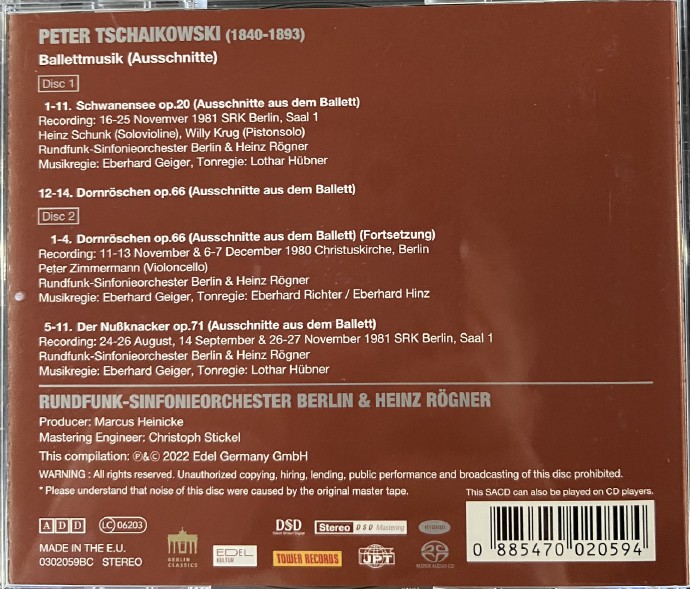 PETER TSCHAIKOWSKI (1840-1893)
Ballettmusik (Ausschnitte)
Disc 1
1-11. Schwanensee op.20 (Ausschnitte aus dem Ballett)
Recording: 16-25 Novemver 1981 SRK Berlin, Saal 1
Heinz Schunk (Solovioline), Willy Krug (Pistonsolo)
Rundfunk-Sinfonieorchester Berlin & Heinz Rögner
Musikregie: Eberhard Geiger, Tonregie: Lothar Hübner
12-14. Dornröschen op.66 (Ausschnitte aus dem Ballett)
Disc 2
1-4. Dornröschen op.66 (Ausschnitte aus dem Ballett) (Fortsetzung)
Recording: 11-13 November & 6-7 December 1980 Christuskirche, Berlin
Peter Zimmermann (Violoncello)
Rundfunk-Sinfonieorchester Berlin & Heinz Rögner
Musikregie: Eberhard Geiger, Tonregie: Eberhard Richter / Eberhard Hinz
5-11. Der Nußknacker op.71 (Ausschnitte aus dem Ballett)
Recording: 24-26 August, 14 September & 26-27 November 1981 SRK Berlin, Saal 1
Rundfunk-Sinfonieorchester Berlin & Heinz Rögner
Musikregie: Eberhard Geiger, Tonregie: Lothar Hübner
RUNDFUNK-SINFONIEORCHESTER BERLIN & HEINZ RÖGNER
Producer: Marcus Heinicke
Mastering Engineer: Christoph Stickel
This compilation: ℗&© 2022 Edel Germany GmbH
WARNING : All rights reserved. Unauthorized copying, hiring, lending, public performance and broadcasting of this disc prohibited.
* Please understand that noise of this disc were caused by the original master tape.
This SACD can also be played on CD players.
A D D LC 06203
DSD
Direct Stream Digital
Stereo DSD Mastering
HYBRID
MADE IN THE E.U.
0302059BC STEREO
BERLIN CLASSICS
EDEL KULTUR
TOWER RECORDS
JPT
SUPER AUDIO CD
0 885470 020594